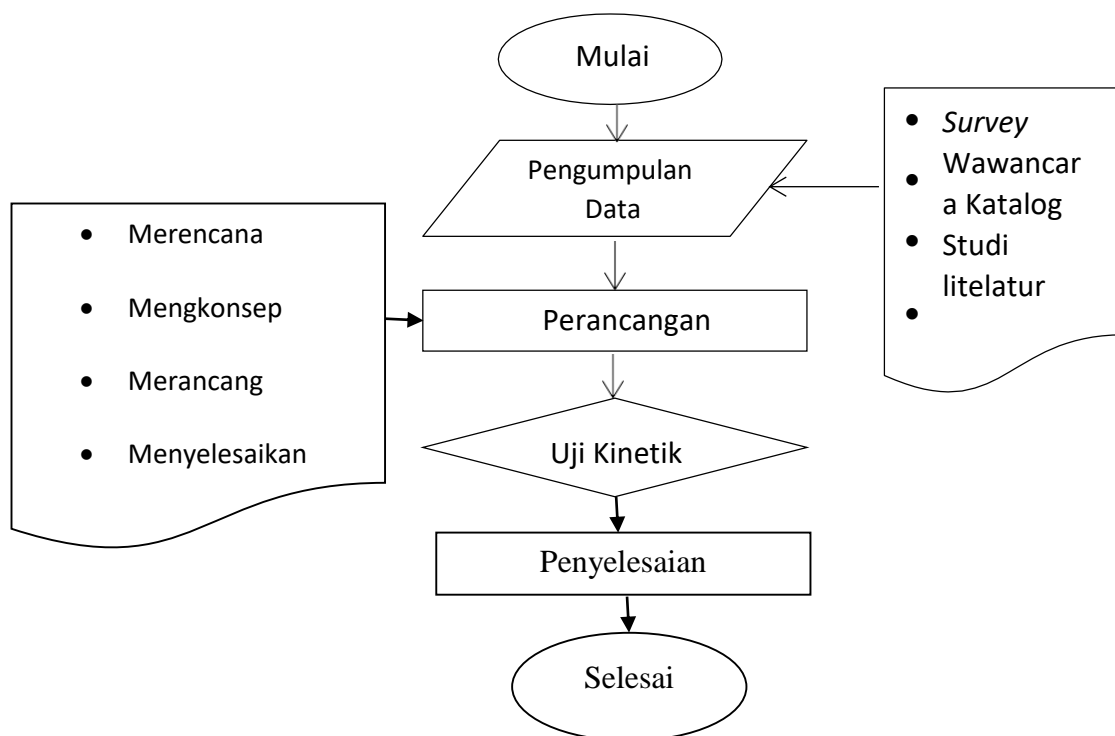 Mulai
Pengumpulan
Data
• Survey
• Wawancar
• a Katalog
• Studi
litelatur
•
• Merencana
• Mengkonsep
• Merancang
• Menyelesaikan
Perancangan
Uji Kinetik
Penyelesaian
Selesai